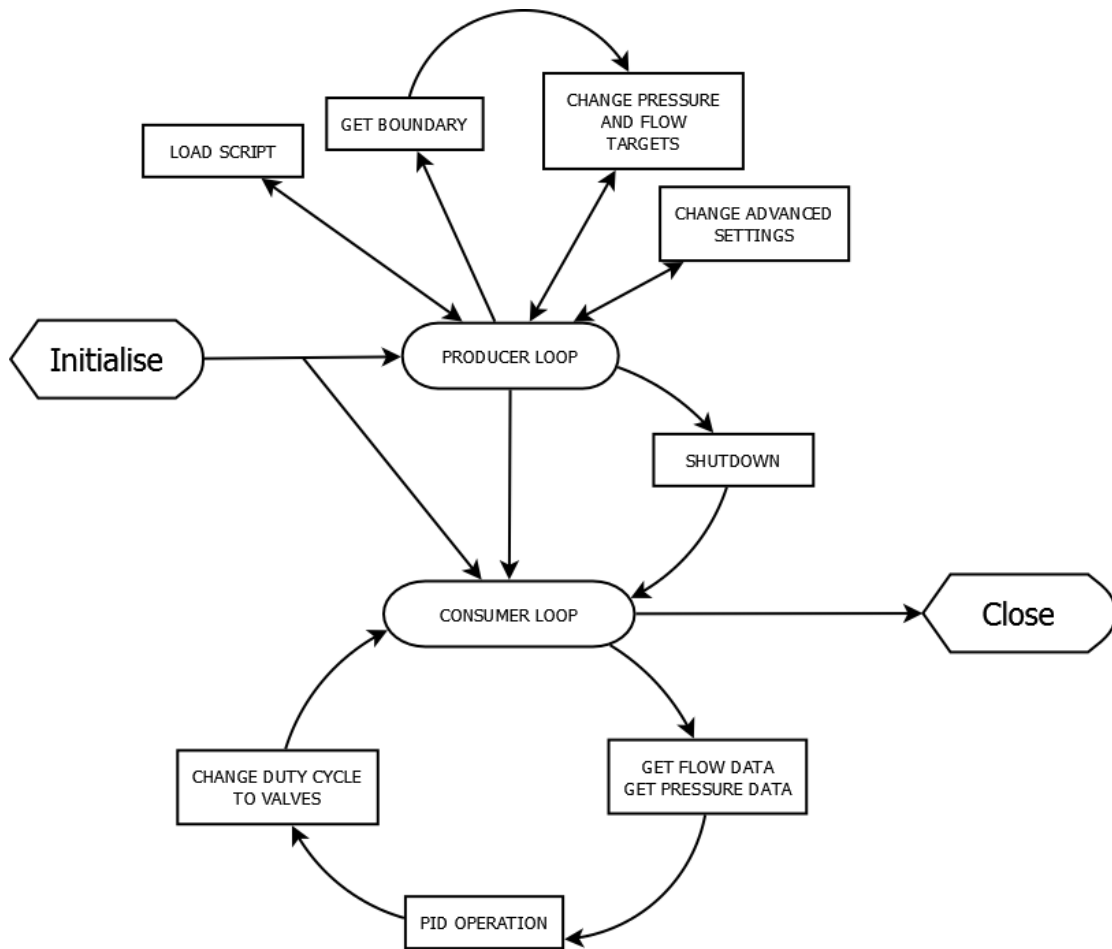 CHANGE PRESSURE
AND FLOW
TARGETS
GET BOUNDARY
LOAD SCRIPT
CHANGE ADVANCED
SETTINGS
Initialise
PRODUCER LOOP
SHUTDOWN
CONSUMER LOOP
Close
CHANGE DUTY CYCLE
TO VALVES
GET FLOW DATA
GET PRESSURE DATA
PID OPERATION